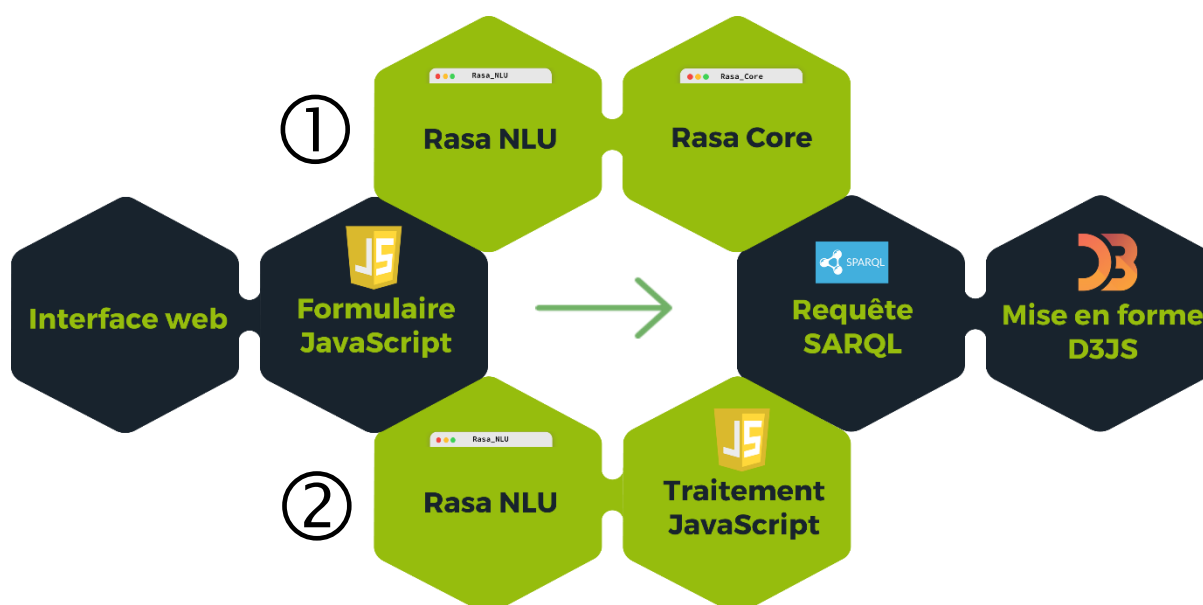 ①
Rasa_NLU
Rasa NLU
Rasa_Core
Rasa Core
Interface web
JS
Formulaire
JavaScript
SPARQL
Requête
SARQL
D3
Mise en forme
D3JS
②
Rasa_NLU
Rasa NLU
JS
Traitement
JavaScript